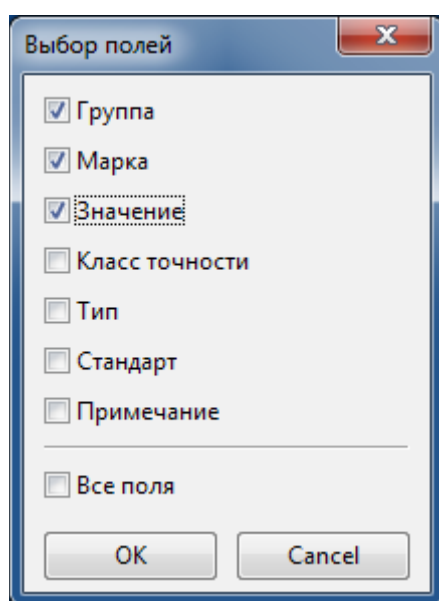 Выбор полей
Группа
Марка
Значение
Класс точности
Тип
Стандарт
Примечание
Все поля
OK
Cancel